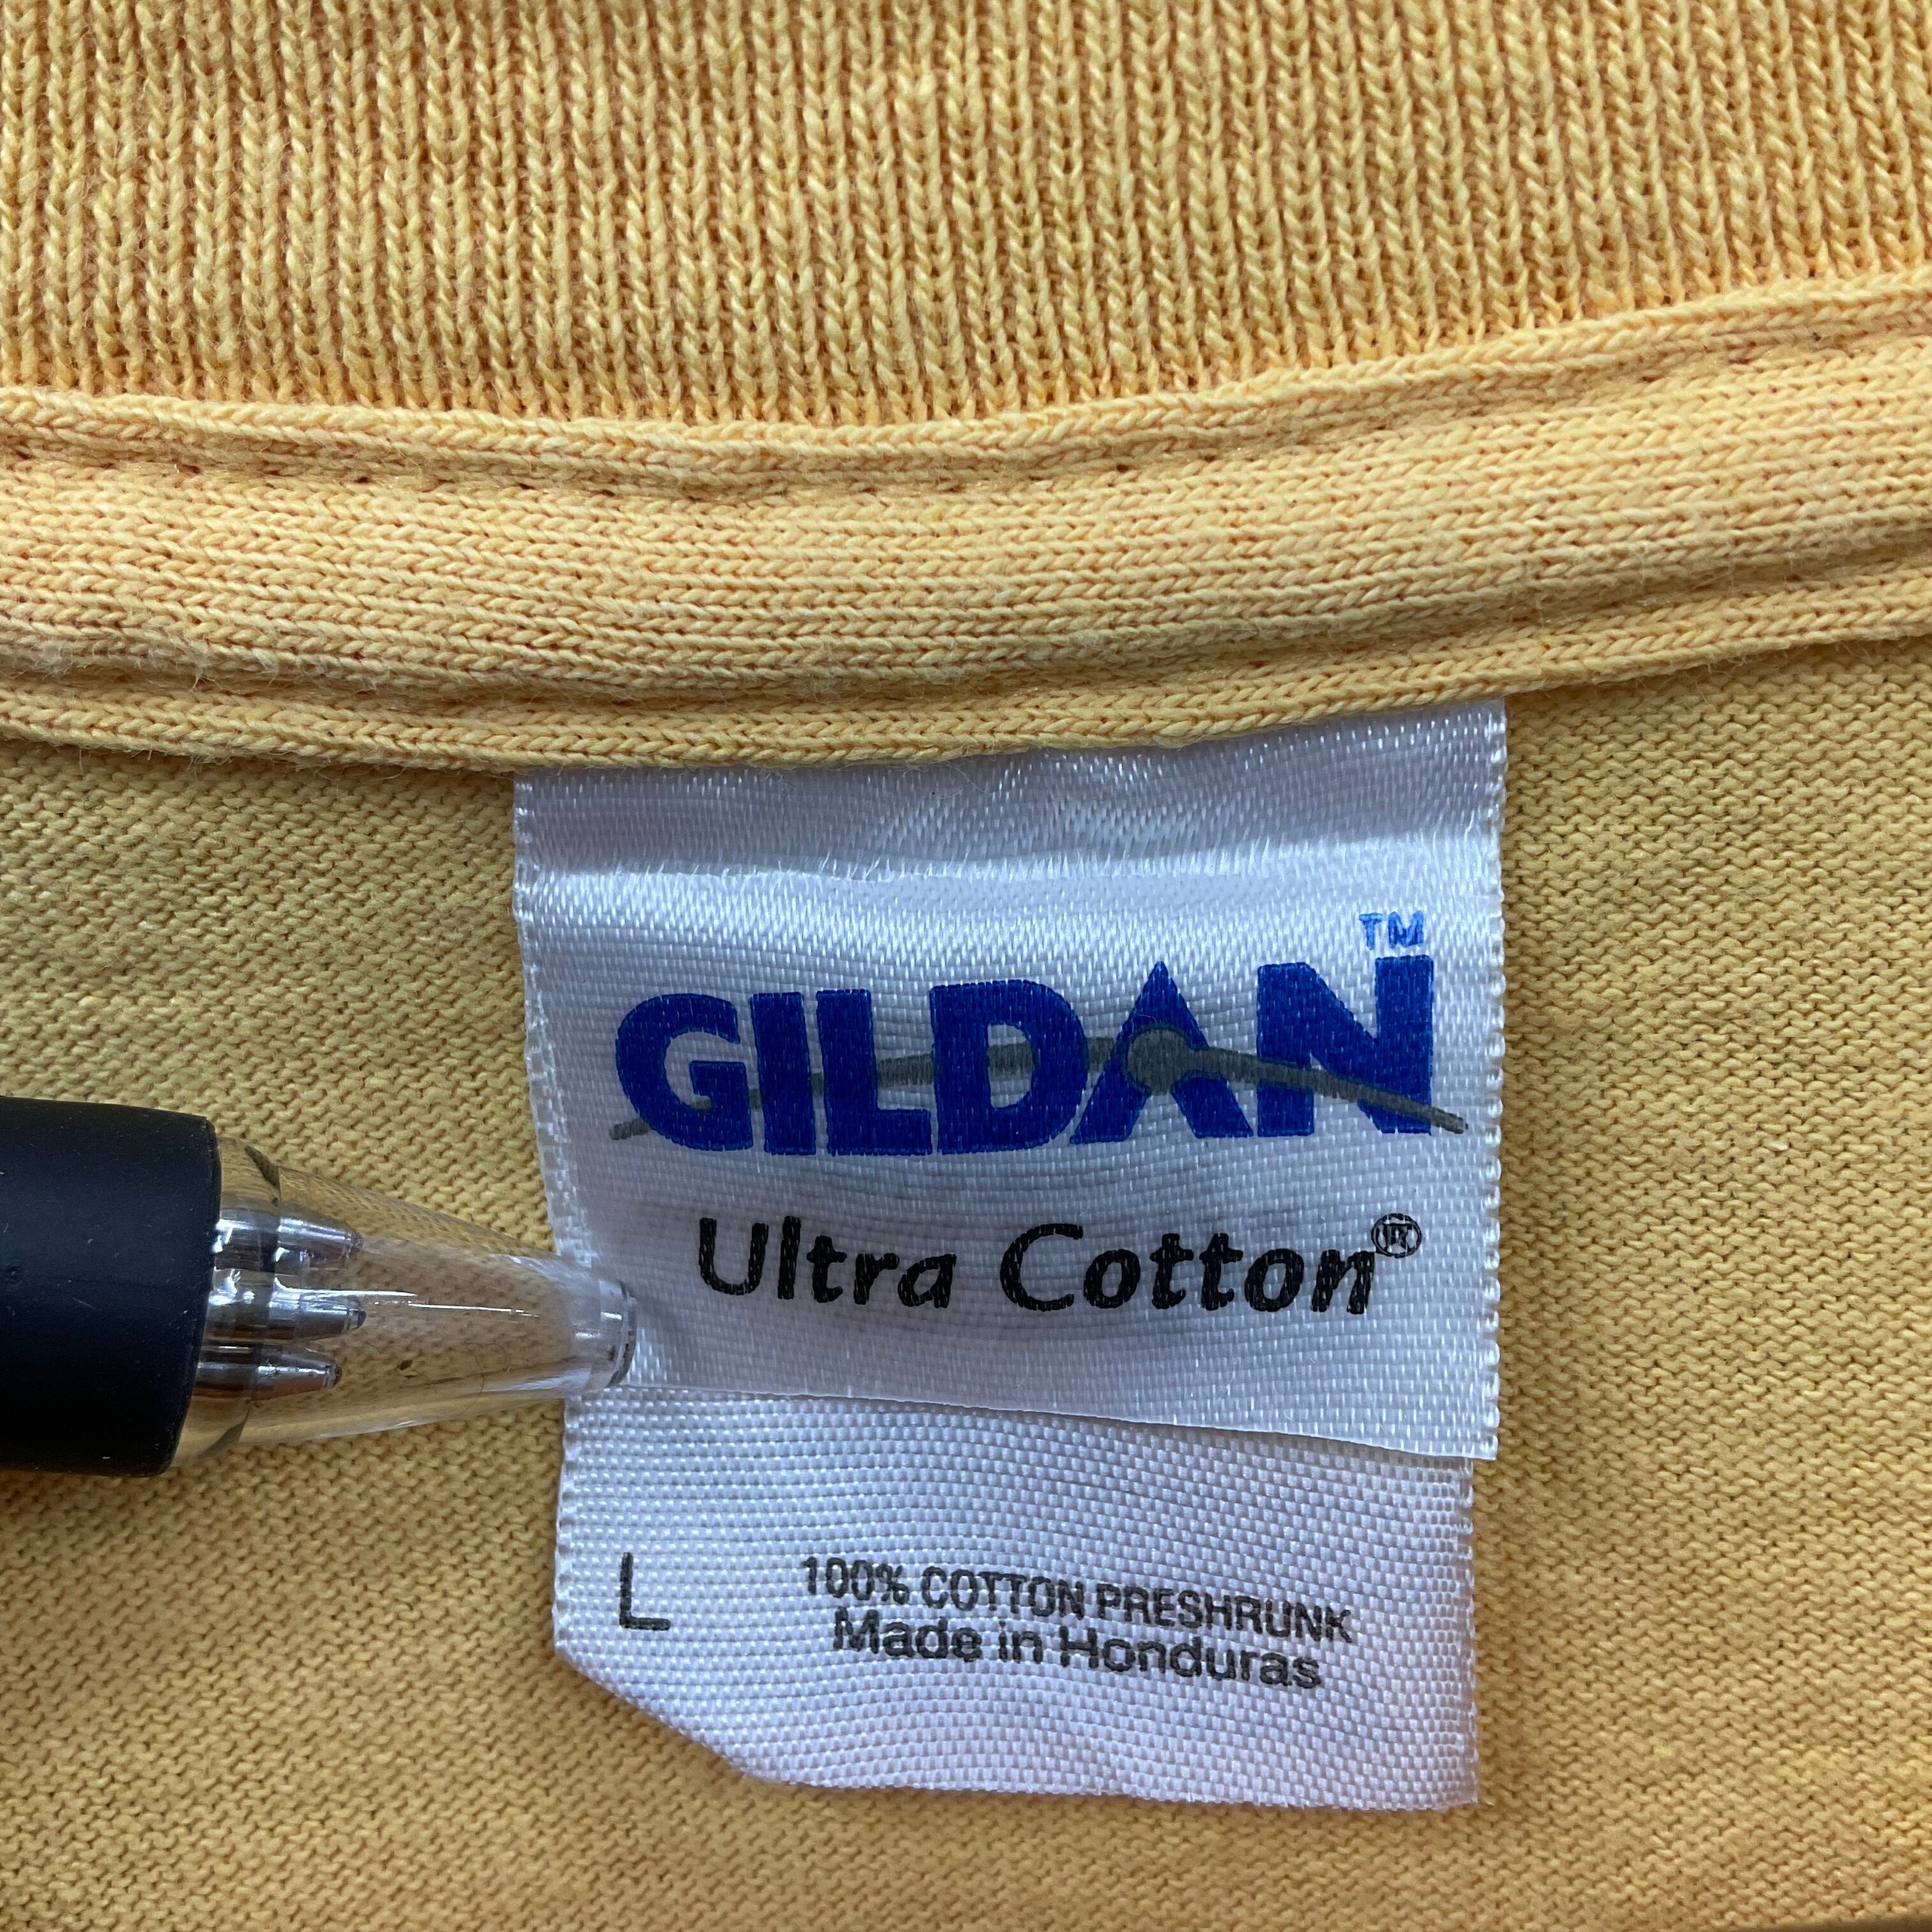 GILDAN™
Ultra Cotton®
L
100% COTTON PRESHRUNK
Made in Honduras